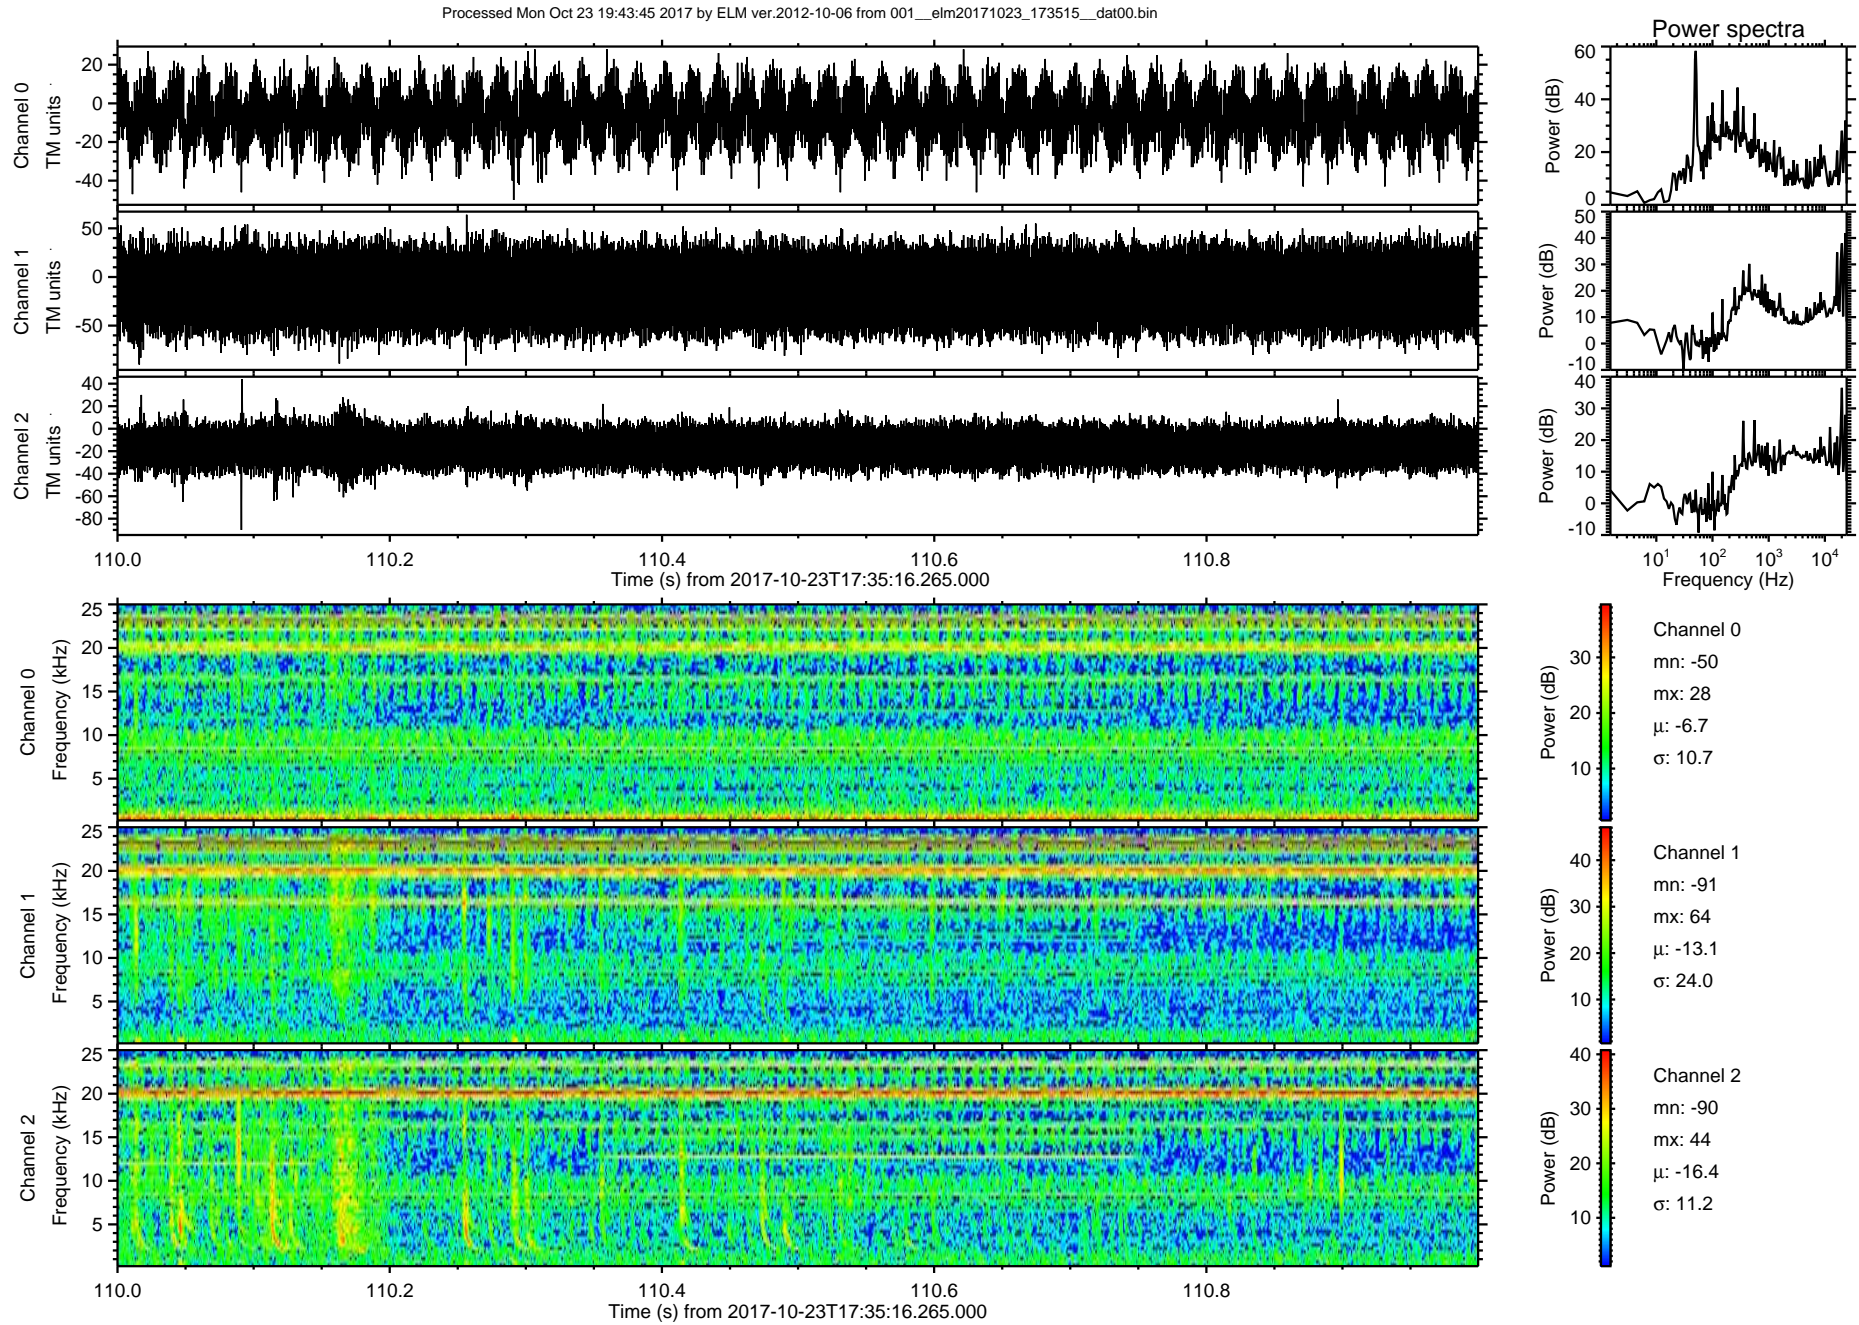 Processed Mon Oct 23 19:43:45 2017 by ELM ver.2012-10-06 from 001__elm20171023_173515__dat00.bin
Power spectra
Channel 0
TM units
20
0
-20
-40
Power (dB)
60
40
20
0
Channel 1
TM units
50
0
-50
Power (dB)
50
40
30
20
10
0
-10
Channel 2
TM units
40
20
0
-20
-40
-60
-80
Power (dB)
40
30
20
10
0
-10
110.0 110.2 110.4 110.6 110.8
Time (s) from 2017-10-23T17:35:16.265.000
10¹ 10² 10³ 10⁴
Frequency (Hz)
Channel 0
Frequency (kHz)
25
20
15
10
5
Power (dB)
30
20
10
Channel 0
mn: -50
mx: 28
μ: -6.7
σ: 10.7
Channel 1
Frequency (kHz)
25
20
15
10
5
Power (dB)
40
30
20
10
Channel 1
mn: -91
mx: 64
μ: -13.1
σ: 24.0
Channel 2
Frequency (kHz)
25
20
15
10
5
Power (dB)
40
30
20
10
Channel 2
mn: -90
mx: 44
μ: -16.4
σ: 11.2
110.0 110.2 110.4 110.6 110.8
Time (s) from 2017-10-23T17:35:16.265.000